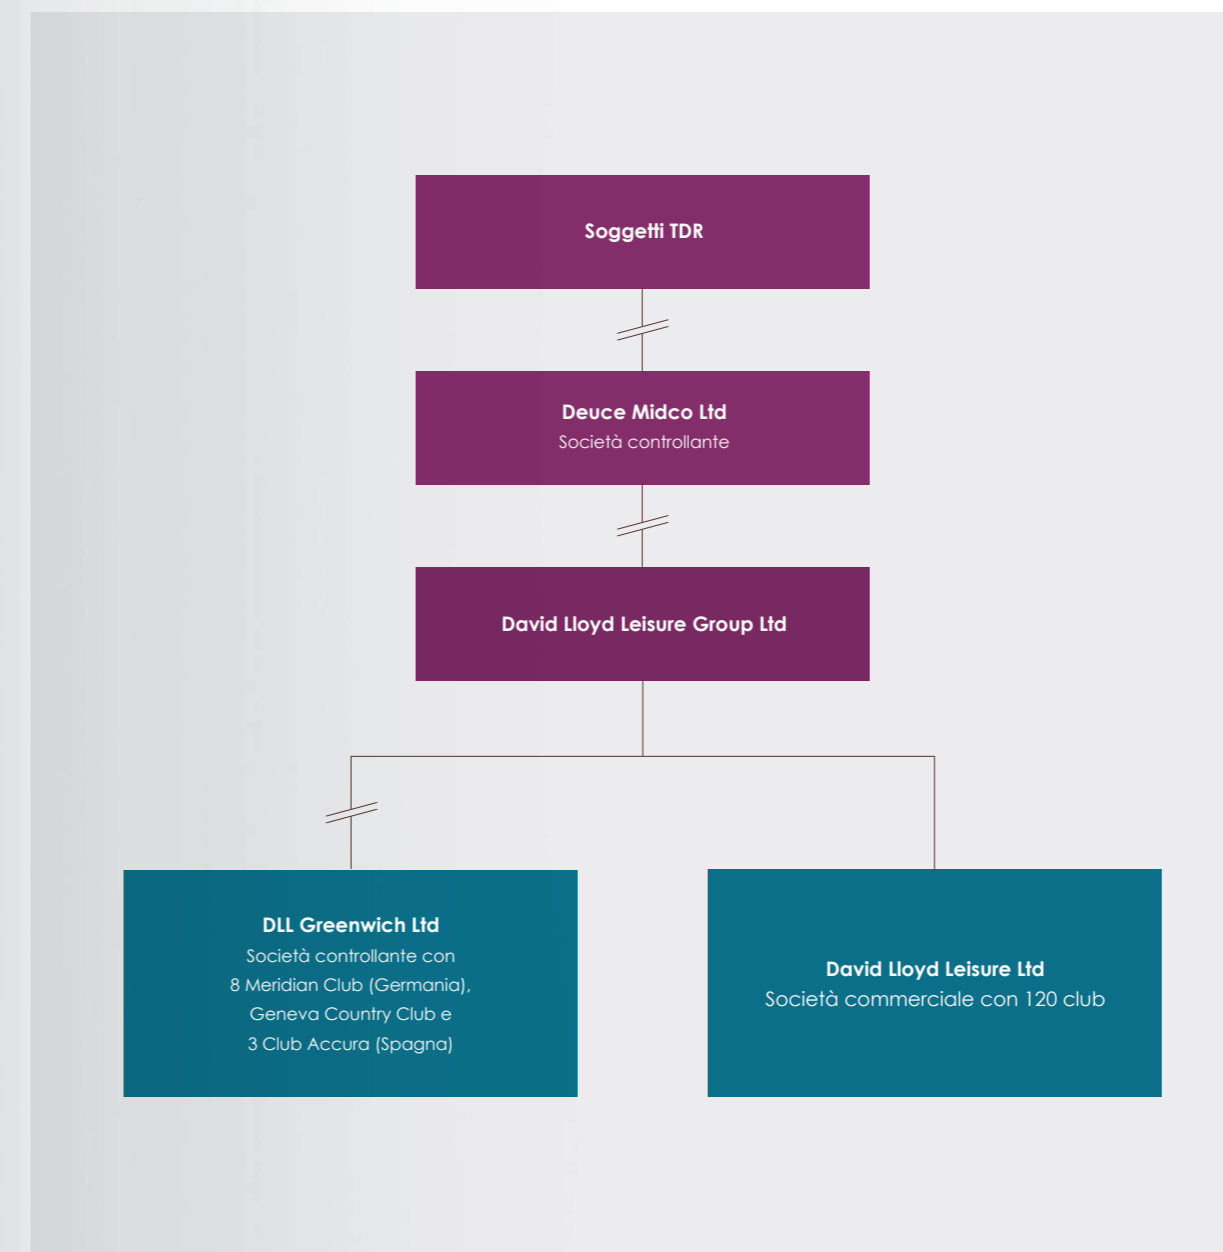 Soggetti TDR
Deuce Midco Ltd
Società controllante
David Lloyd Leisure Group Ltd
DLL Greenwich Ltd
Società controllante con
8 Meridian Club (Germania),
Geneva Country Club e
3 Club Accura (Spagna)
David Lloyd Leisure Ltd
Società commerciale con 120 club